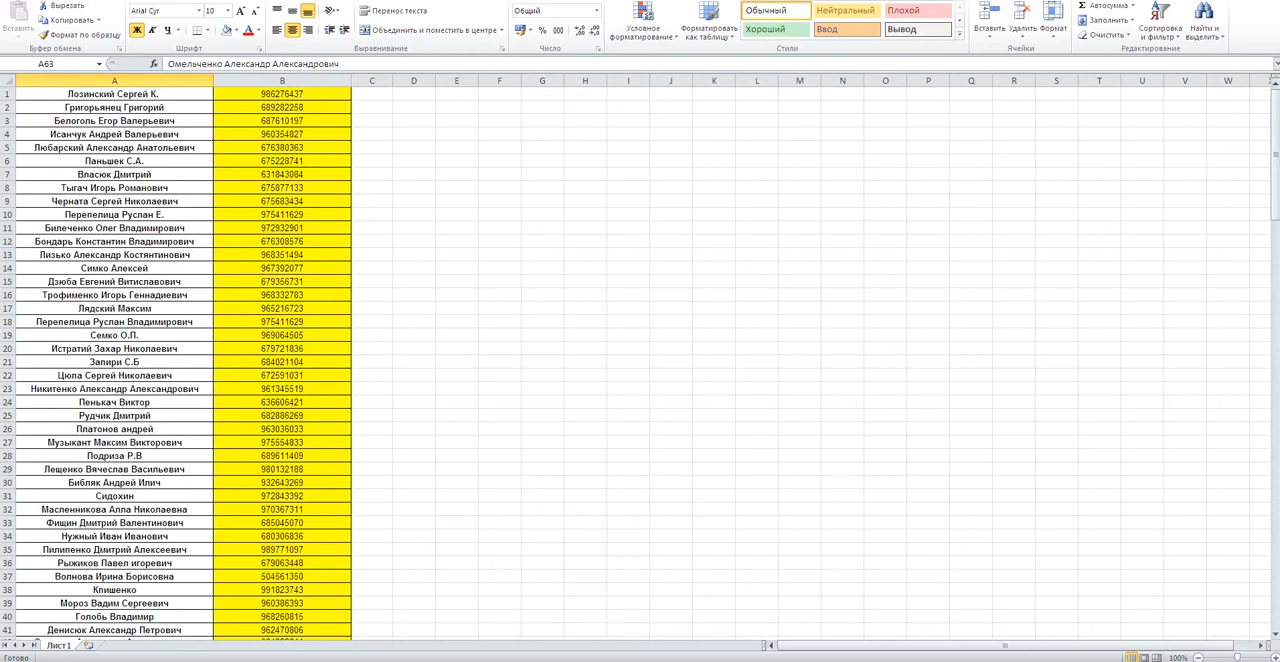 Вырезать
Копировать
Формат по образцу
Вставить
Буфер обмена
Arial Cyr
10
Ж К Ч
Шрифт
Перенос текста
Объединить и поместить в центре
Выравнивание
Общий
% 000
Число
Условное форматирование
Форматировать как таблицу
Обычный
Нейтральный
Плохой
Хороший
Ввод
Вывод
Стили
Вставить Удалить Формат
Ячейки
Автосумма
Заполнить
Очистить
Сортировка и фильтр
Найти и выделить
Редактирование
A63
fx
Омельченко Александр Александрович
A B C D E F G H I J K L M N O P Q R S T U V W
1 Лозинский Сергей К. 986276437
2 Григорьянец Григорий 689282258
3 Белоголь Егор Валерьевич 687610197
4 Исанчук Андрей Валерьевич 960354827
5 Любарский Александр Анатольевич 676380363
6 Паньшек С.А. 675228741
7 Власюк Дмитрий 631843084
8 Тыгач Игорь Романович 675877133
9 Черната Сергей Николаевич 675683434
10 Перепелица Руслан Е. 975411629
11 Билеченко Олег Владимирович 972932901
12 Бондарь Константин Владимирович 676308576
13 Лизько Александр Костянтинович 968351494
14 Симко Алексей 967392077
15 Дзюба Евгений Витиславович 679356731
16 Трофименко Игорь Геннадиевич 968332783
17 Лядский Максим 965216723
18 Перепелица Руслан Владимирович 975411629
19 Семко О.П. 969064505
20 Истратий Захар Николаевич 679721836
21 Запири С.Б 684021104
22 Цюпа Сергей Николаевич 672591031
23 Никитенко Александр Александрович 961345519
24 Пенькач Виктор 636606421
25 Рудчик Дмитрий 682886269
26 Платонов андрей 963036033
27 Музыкант Максим Викторович 975554833
28 Подриза Р.В 689611409
29 Лещенко Вячеслав Васильевич 980132188
30 Библяк Андрей Илич 932643269
31 Сидохин 972843392
32 Масленникова Алла Николаевна 970367311
33 Фищин Дмитрий Валентинович 685045070
34 Нужный Иван Иванович 680306836
35 Пилипенко Дмитрий Алексеевич 989771097
36 Рыжиков Павел игоревич 679063448
37 Волнова Ирина Борисовна 504561350
38 Кпишенко 991823743
39 Мороз Вадим Сергеевич 960386393
40 Голобь Владимир 968260815
41 Денисюк Александр Петрович 962470806
Лист1
Готово
100%